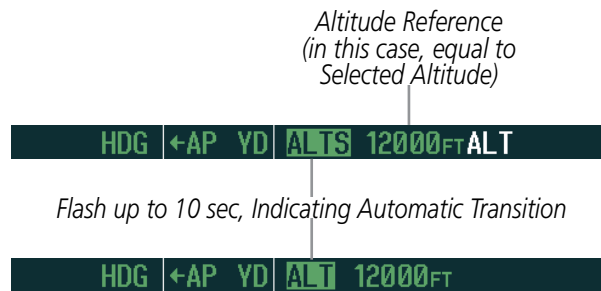 Altitude Reference
(in this case, equal to
Selected Altitude)
HDG ←AP YD ALTS 12000FT ALT
Flash up to 10 sec, Indicating Automatic Transition
HDG ←AP YD ALT 12000FT